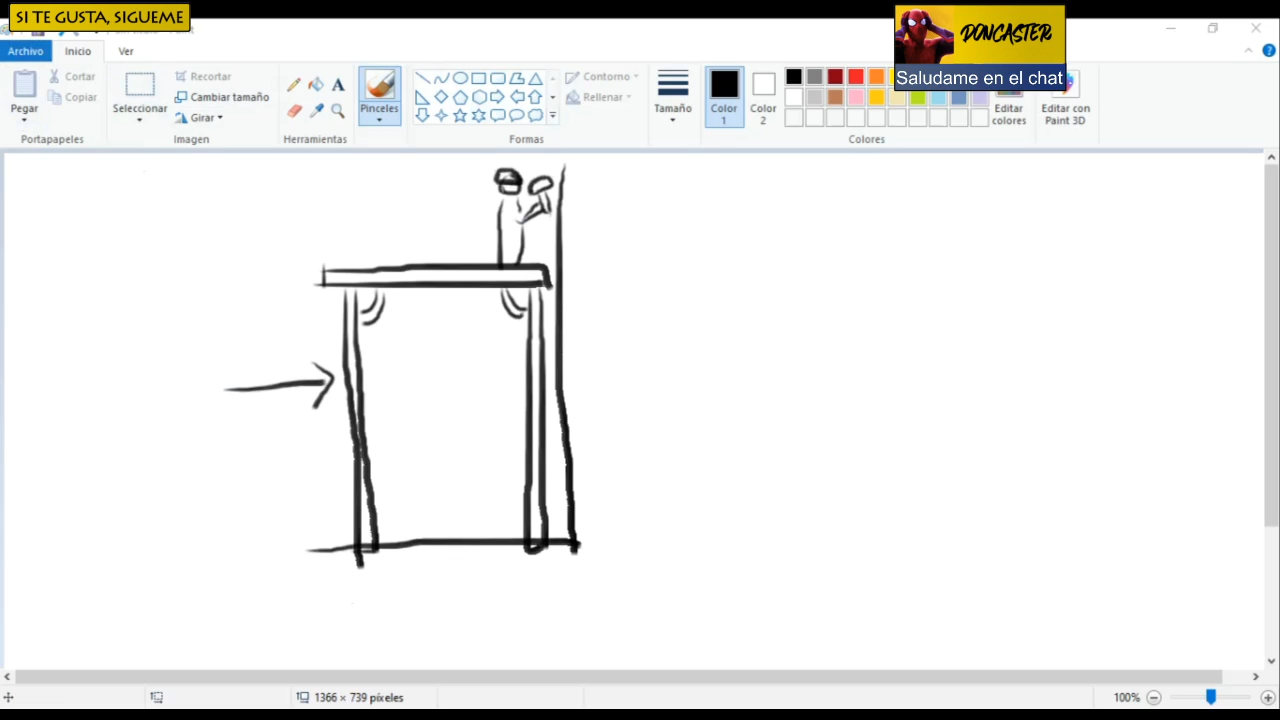 SI TE GUSTA, SIGUEME
DONCASTER
Saludame en el chat
Archivo
Inicio
Ver
Pegar
Cortar
Copiar
Portapapeles
Seleccionar
Recortar
Cambiar tamaño
Girar
Imagen
Herramientas
Pinceles
Contorno
Rellenar
Formas
Tamaño
Color
1
Color
2
Colores
Editar
colores
Editar con
Paint 3D
1366 × 739 píxeles
100%